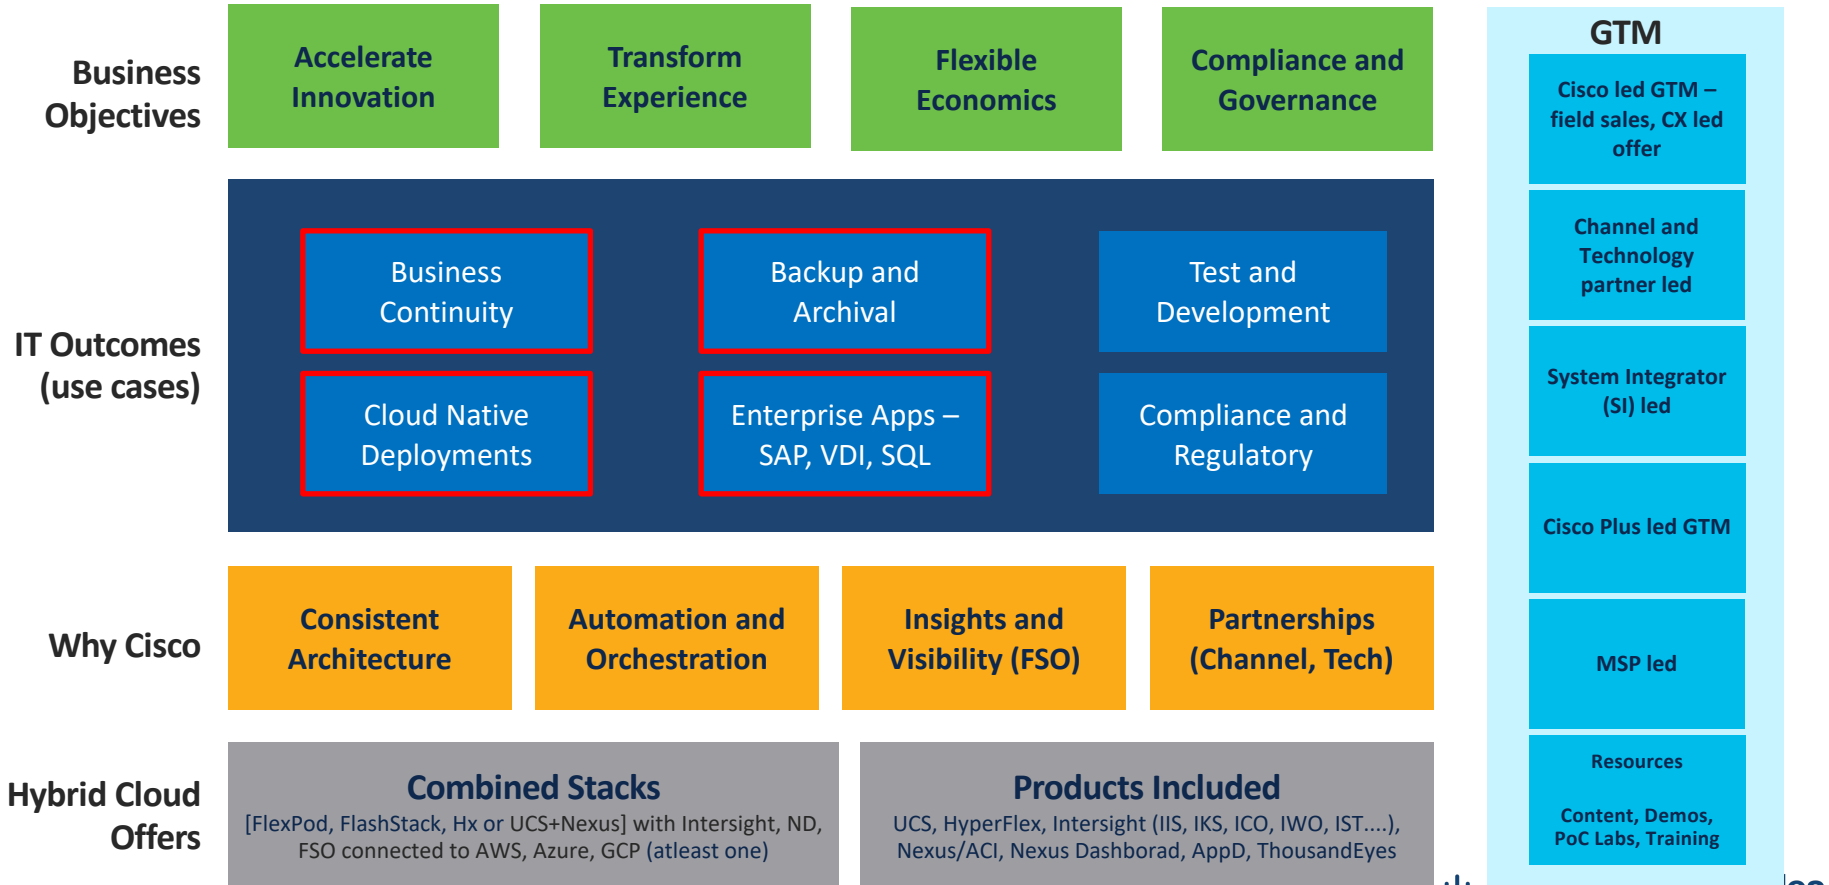 Business
Objectives
Accelerate
Innovation
Transform
Experience
Flexible
Economics
Compliance and
Governance
IT Outcomes
(use cases)
Business
Continuity
Backup and
Archival
Test and
Development
Cloud Native
Deployments
Enterprise Apps –
SAP, VDI, SQL
Compliance and
Regulatory
Why Cisco
Consistent
Architecture
Automation and
Orchestration
Insights and
Visibility (FSO)
Partnerships
(Channel, Tech)
Hybrid Cloud
Offers
Combined Stacks
[FlexPod, FlashStack, Hx or UCS+Nexus] with Intersight, ND,
FSO connected to AWS, Azure, GCP (atleast one)
Products Included
UCS, HyperFlex, Intersight (IIS, IKS, ICO, IWO, IST....),
Nexus/ACI, Nexus Dashborad, AppD, ThousandEyes
GTM
Cisco led GTM –
field sales, CX led
offer
Channel and
Technology
partner led
System Integrator
(SI) led
Cisco Plus led GTM
MSP led
Resources
Content, Demos,
PoC Labs, Training